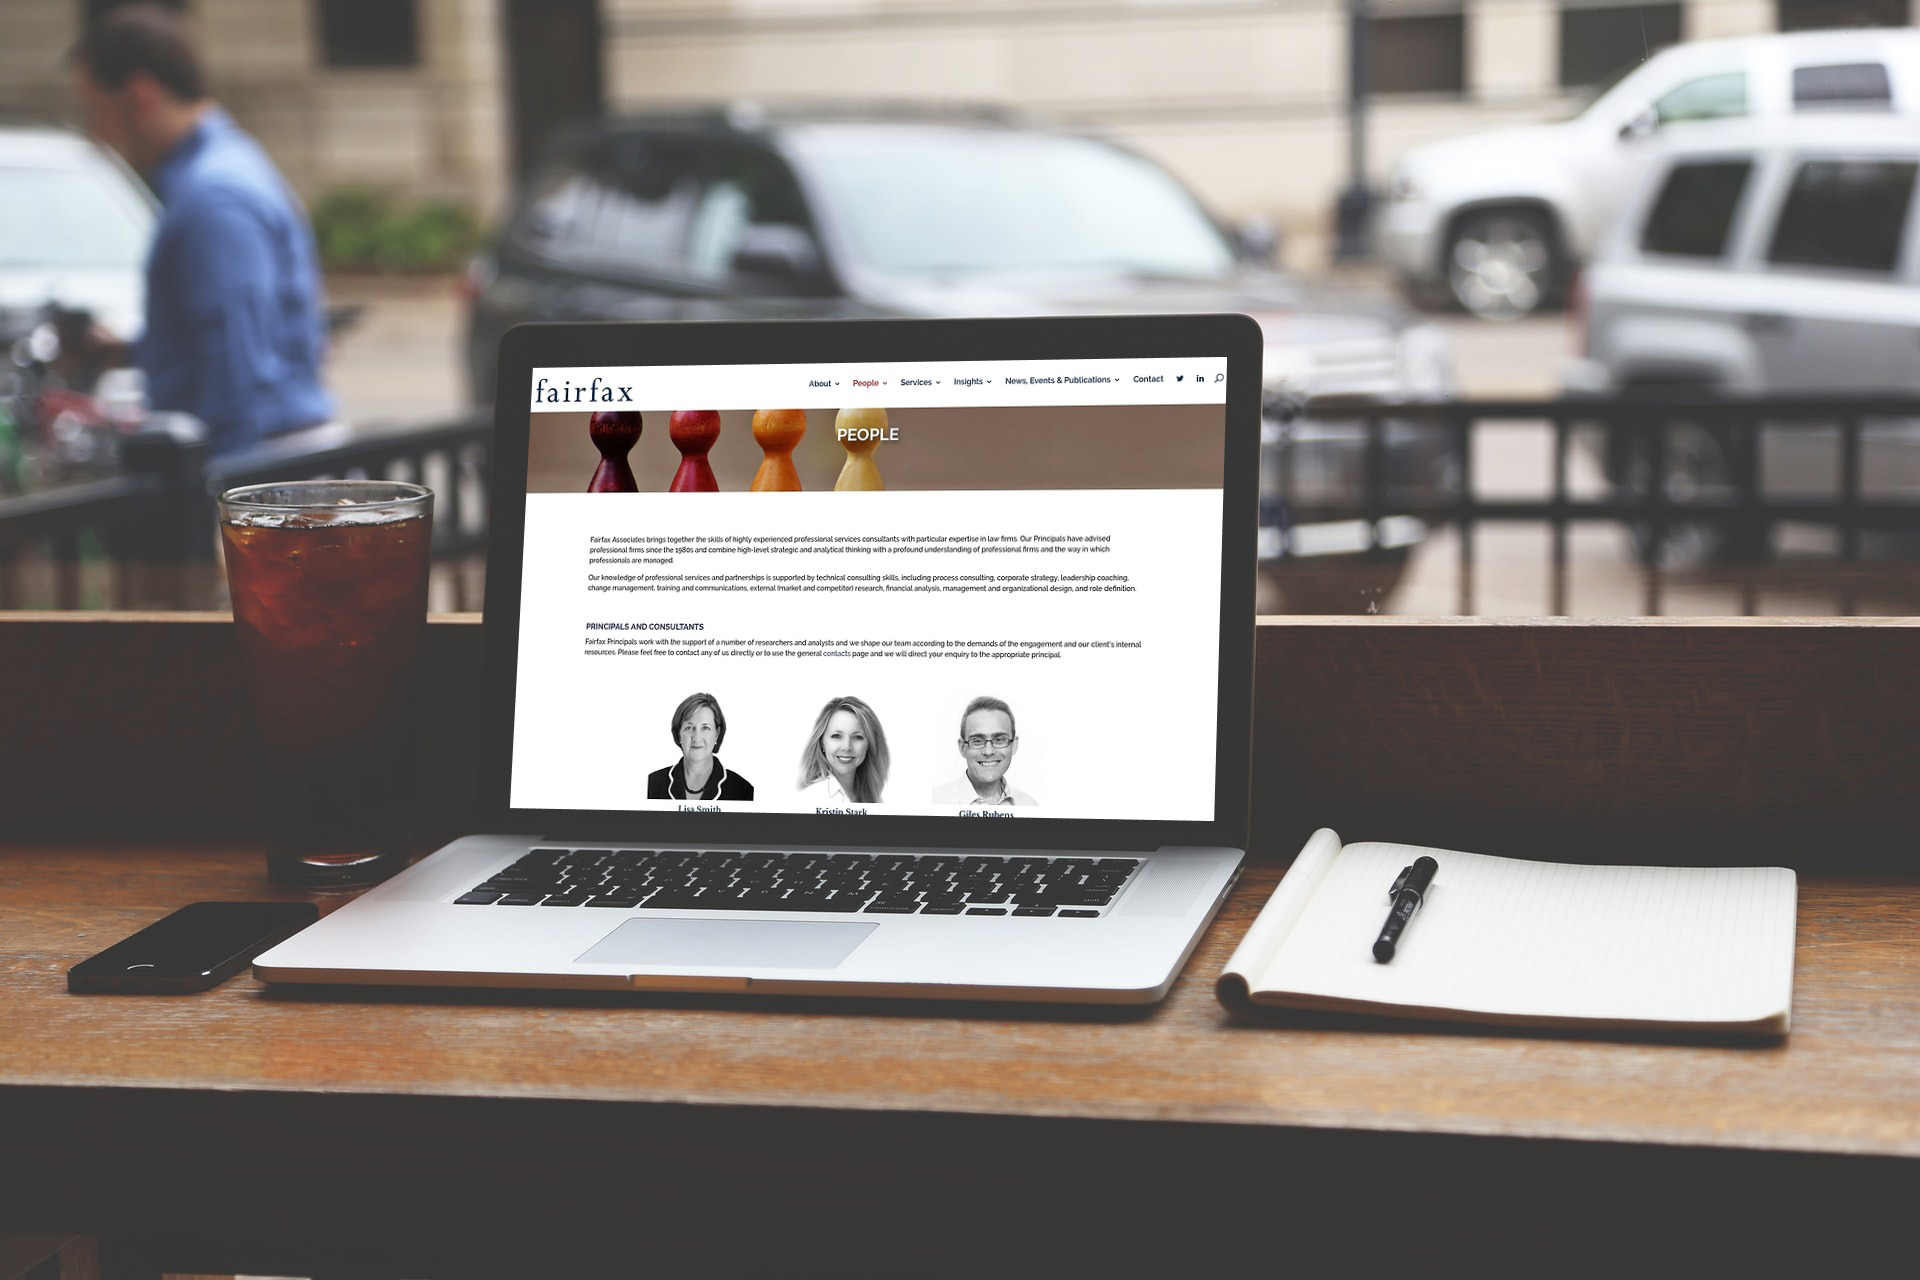 fairfax
About People Services Insights News, Events & Publications Contact
PEOPLE
Fairfax Associates brings together the skills of highly experienced professional services consultants with particular expertise in law firms. Our Principals have advised
professional firms since the 1980s and combine high-level strategic and analytical thinking with a profound understanding of professional firms and the way in which
professionals are managed.
Our knowledge of professional services and partnerships is supported by technical consulting skills, including process consulting, corporate strategy, leadership coaching,
change management, training and communications, external (market and competitor) research, financial analysis, management and organizational design, and role definition.
PRINCIPALS AND CONSULTANTS
Fairfax Principals work with the support of a number of researchers and analysts and we shape our team according to the demands of the engagement and our client's internal
resources. Please feel free to contact any of us directly or to use the general contacts page and we will direct your enquiry to the appropriate principal.
Lisa Smith Kristin Stark Giles Rubens